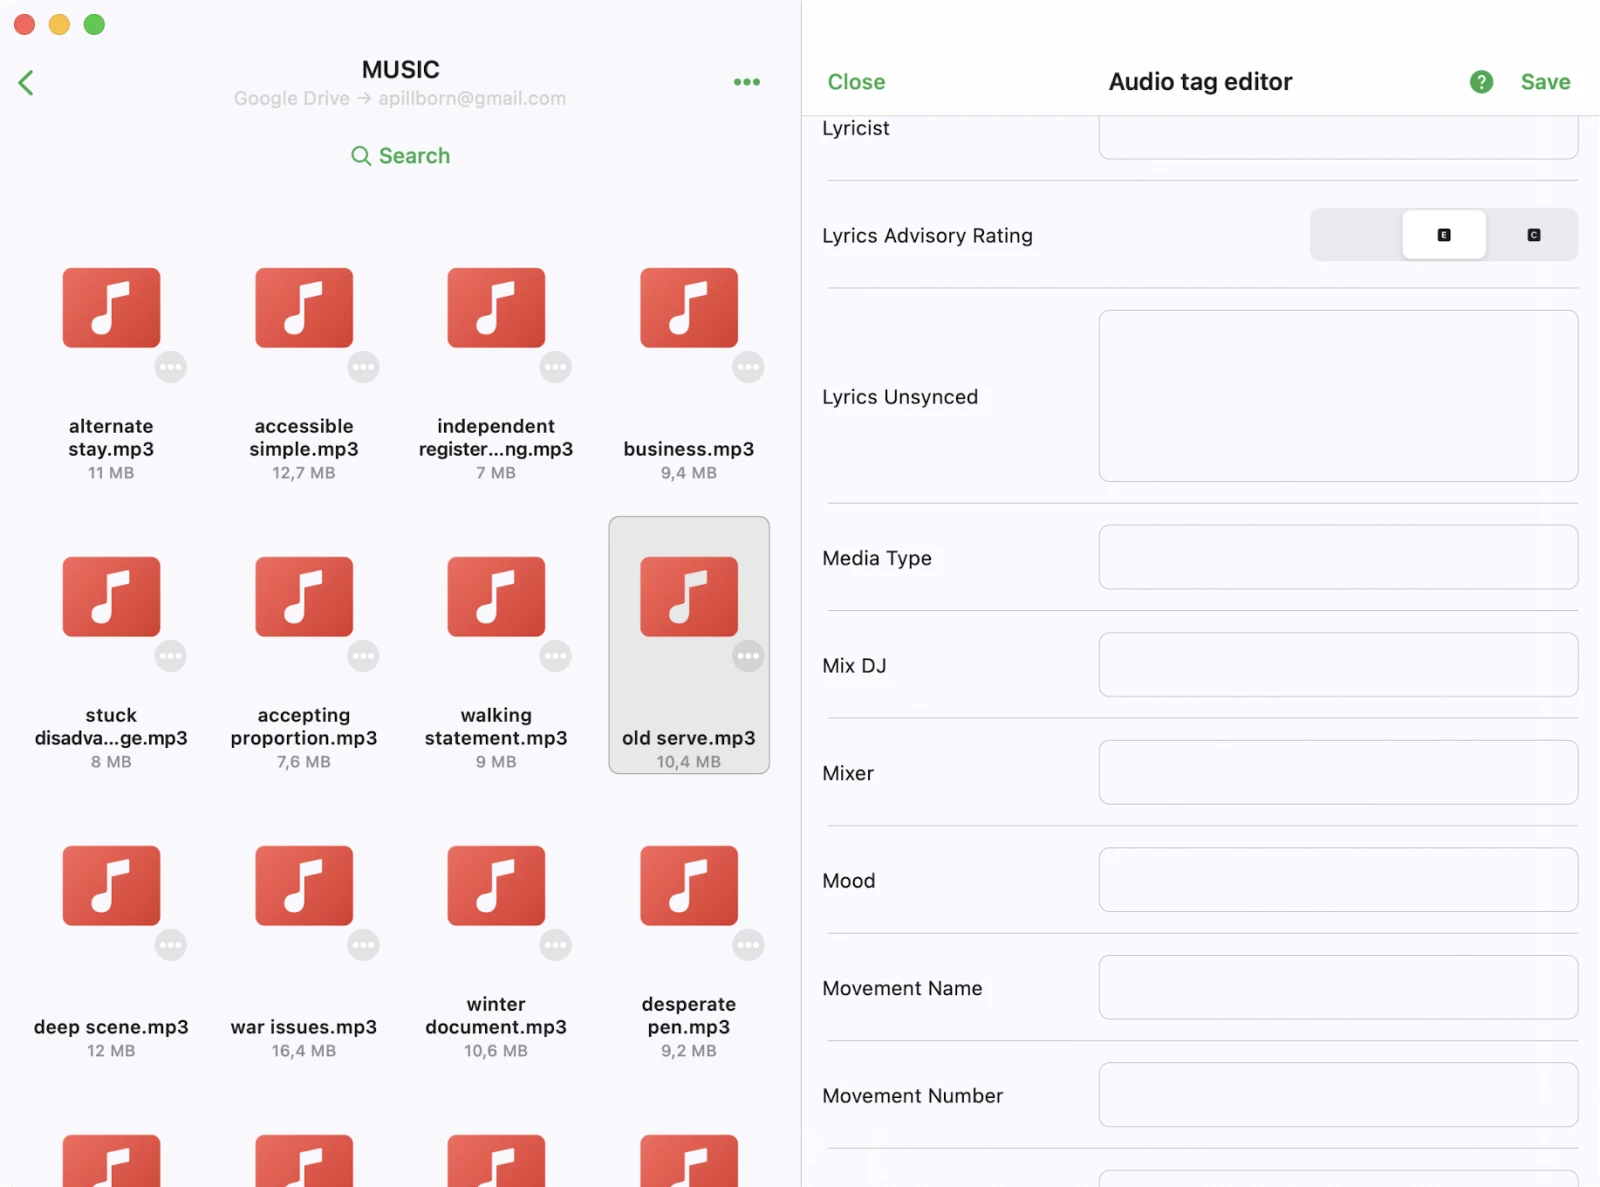 MUSIC
Google Drive → apillborn@gmail.com
Search
alternate
stay.mp3
11 MB
accessible
simple.mp3
12,7 MB
independent
register...ng.mp3
7 MB
business.mp3
9,4 MB
stuck
disadva...ge.mp3
8 MB
accepting
proportion.mp3
7,6 MB
walking
statement.mp3
9 MB
old serve.mp3
10,4 MB
deep scene.mp3
12 MB
war issues.mp3
16,4 MB
winter
document.mp3
10,6 MB
desperate
pen.mp3
9,2 MB
Close
Audio tag editor
?
Save
Lyricist
Lyrics Advisory Rating
E
C
Lyrics Unsynced
Media Type
Mix DJ
Mixer
Mood
Movement Name
Movement Number